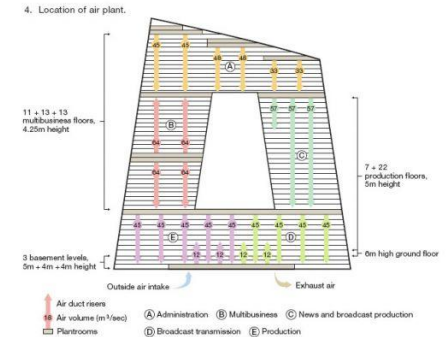 4. Location of air plant.
45 45
48 48
33 33
A
11 + 13 + 13
multibusiness floors,
4.25m height
B
64 64
64 64
57 57 57
C
7 + 22
production floors,
5m height
45 45 45 45 45 45 45 45 45
E
D
12 12 12 12
3 basement levels,
5m + 4m + 4m height
6m high ground floor
Outside air intake
Exhaust air
Air duct risers
18 Air volume (m³/sec)
Plantrooms
A Administration B Multibusiness C News and broadcast production
D Broadcast transmission E Production